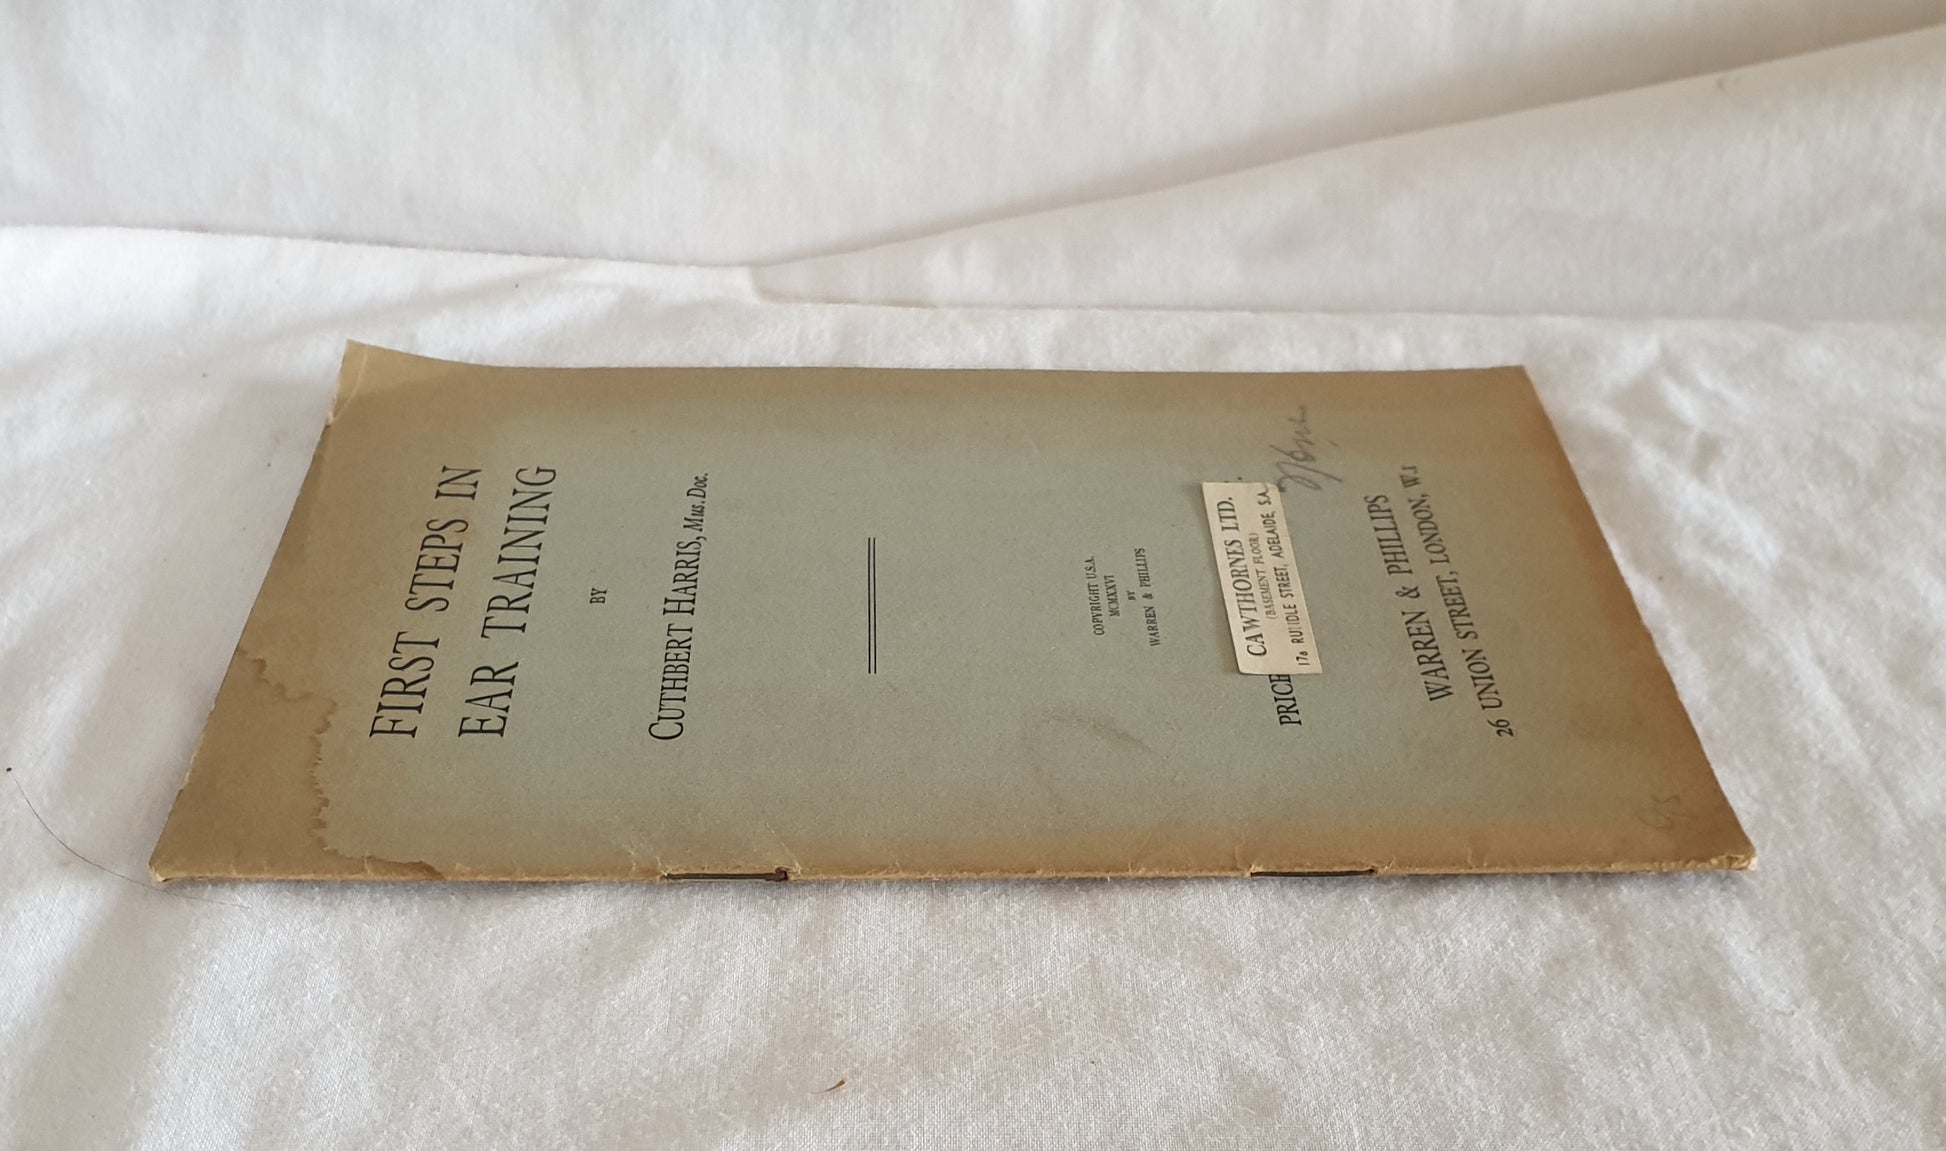 FIRST STEPS IN
EAR TRAINING
BY
CUTHBERT HARRIS, Mus. Doc.
COPYRIGHT U.S.A.
MCMXXVI
BY
WARREN & PHILLIPS
PRICE
CAWTHORNES LTD.
(BASEMENT FLOOR)
17a RUNDLE STREET, ADELAIDE, S.A.
WARREN & PHILLIPS
26 UNION STREET, LONDON, W.1